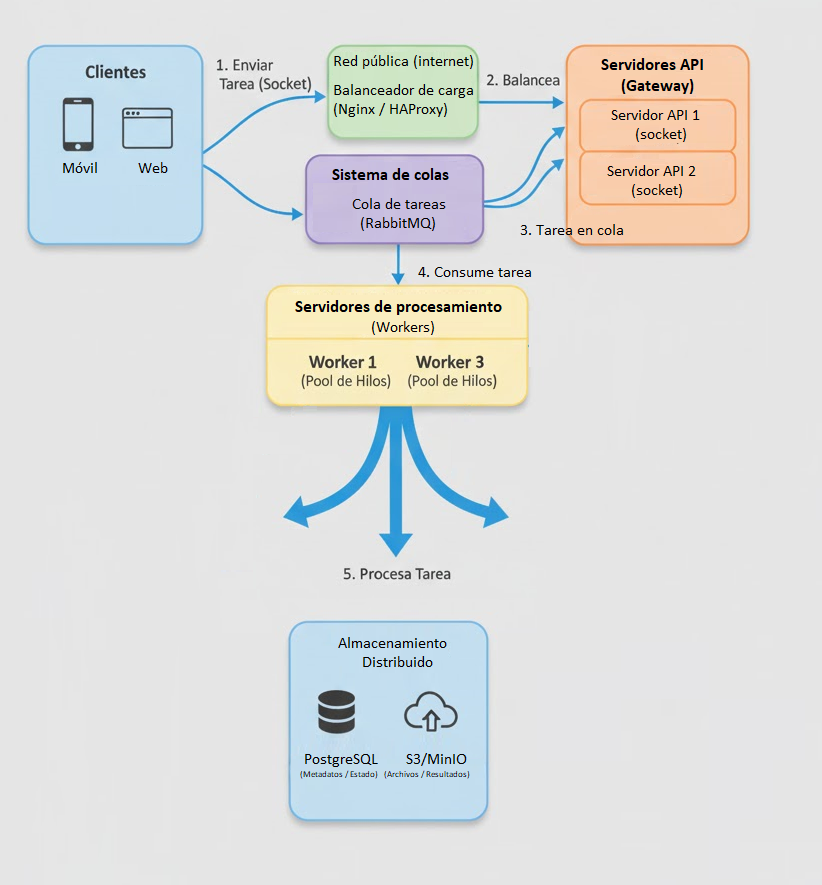 Clientes
Móvil
Web
1. Enviar
Tarea (Socket)
Red pública (internet)
Balanceador de carga
(Nginx / HAProxy)
2. Balancea
Servidores API
(Gateway)
Servidor API 1
(socket)
Servidor API 2
(socket)
Sistema de colas
Cola de tareas
(RabbitMQ)
3. Tarea en cola
4. Consume tarea
Servidores de procesamiento
(Workers)
Worker 1
(Pool de Hilos)
Worker 3
(Pool de Hilos)
5. Procesa Tarea
Almacenamiento
Distribuido
PostgreSQL
(Metadatos / Estado)
S3/MinIO
(Archivos / Resultados)